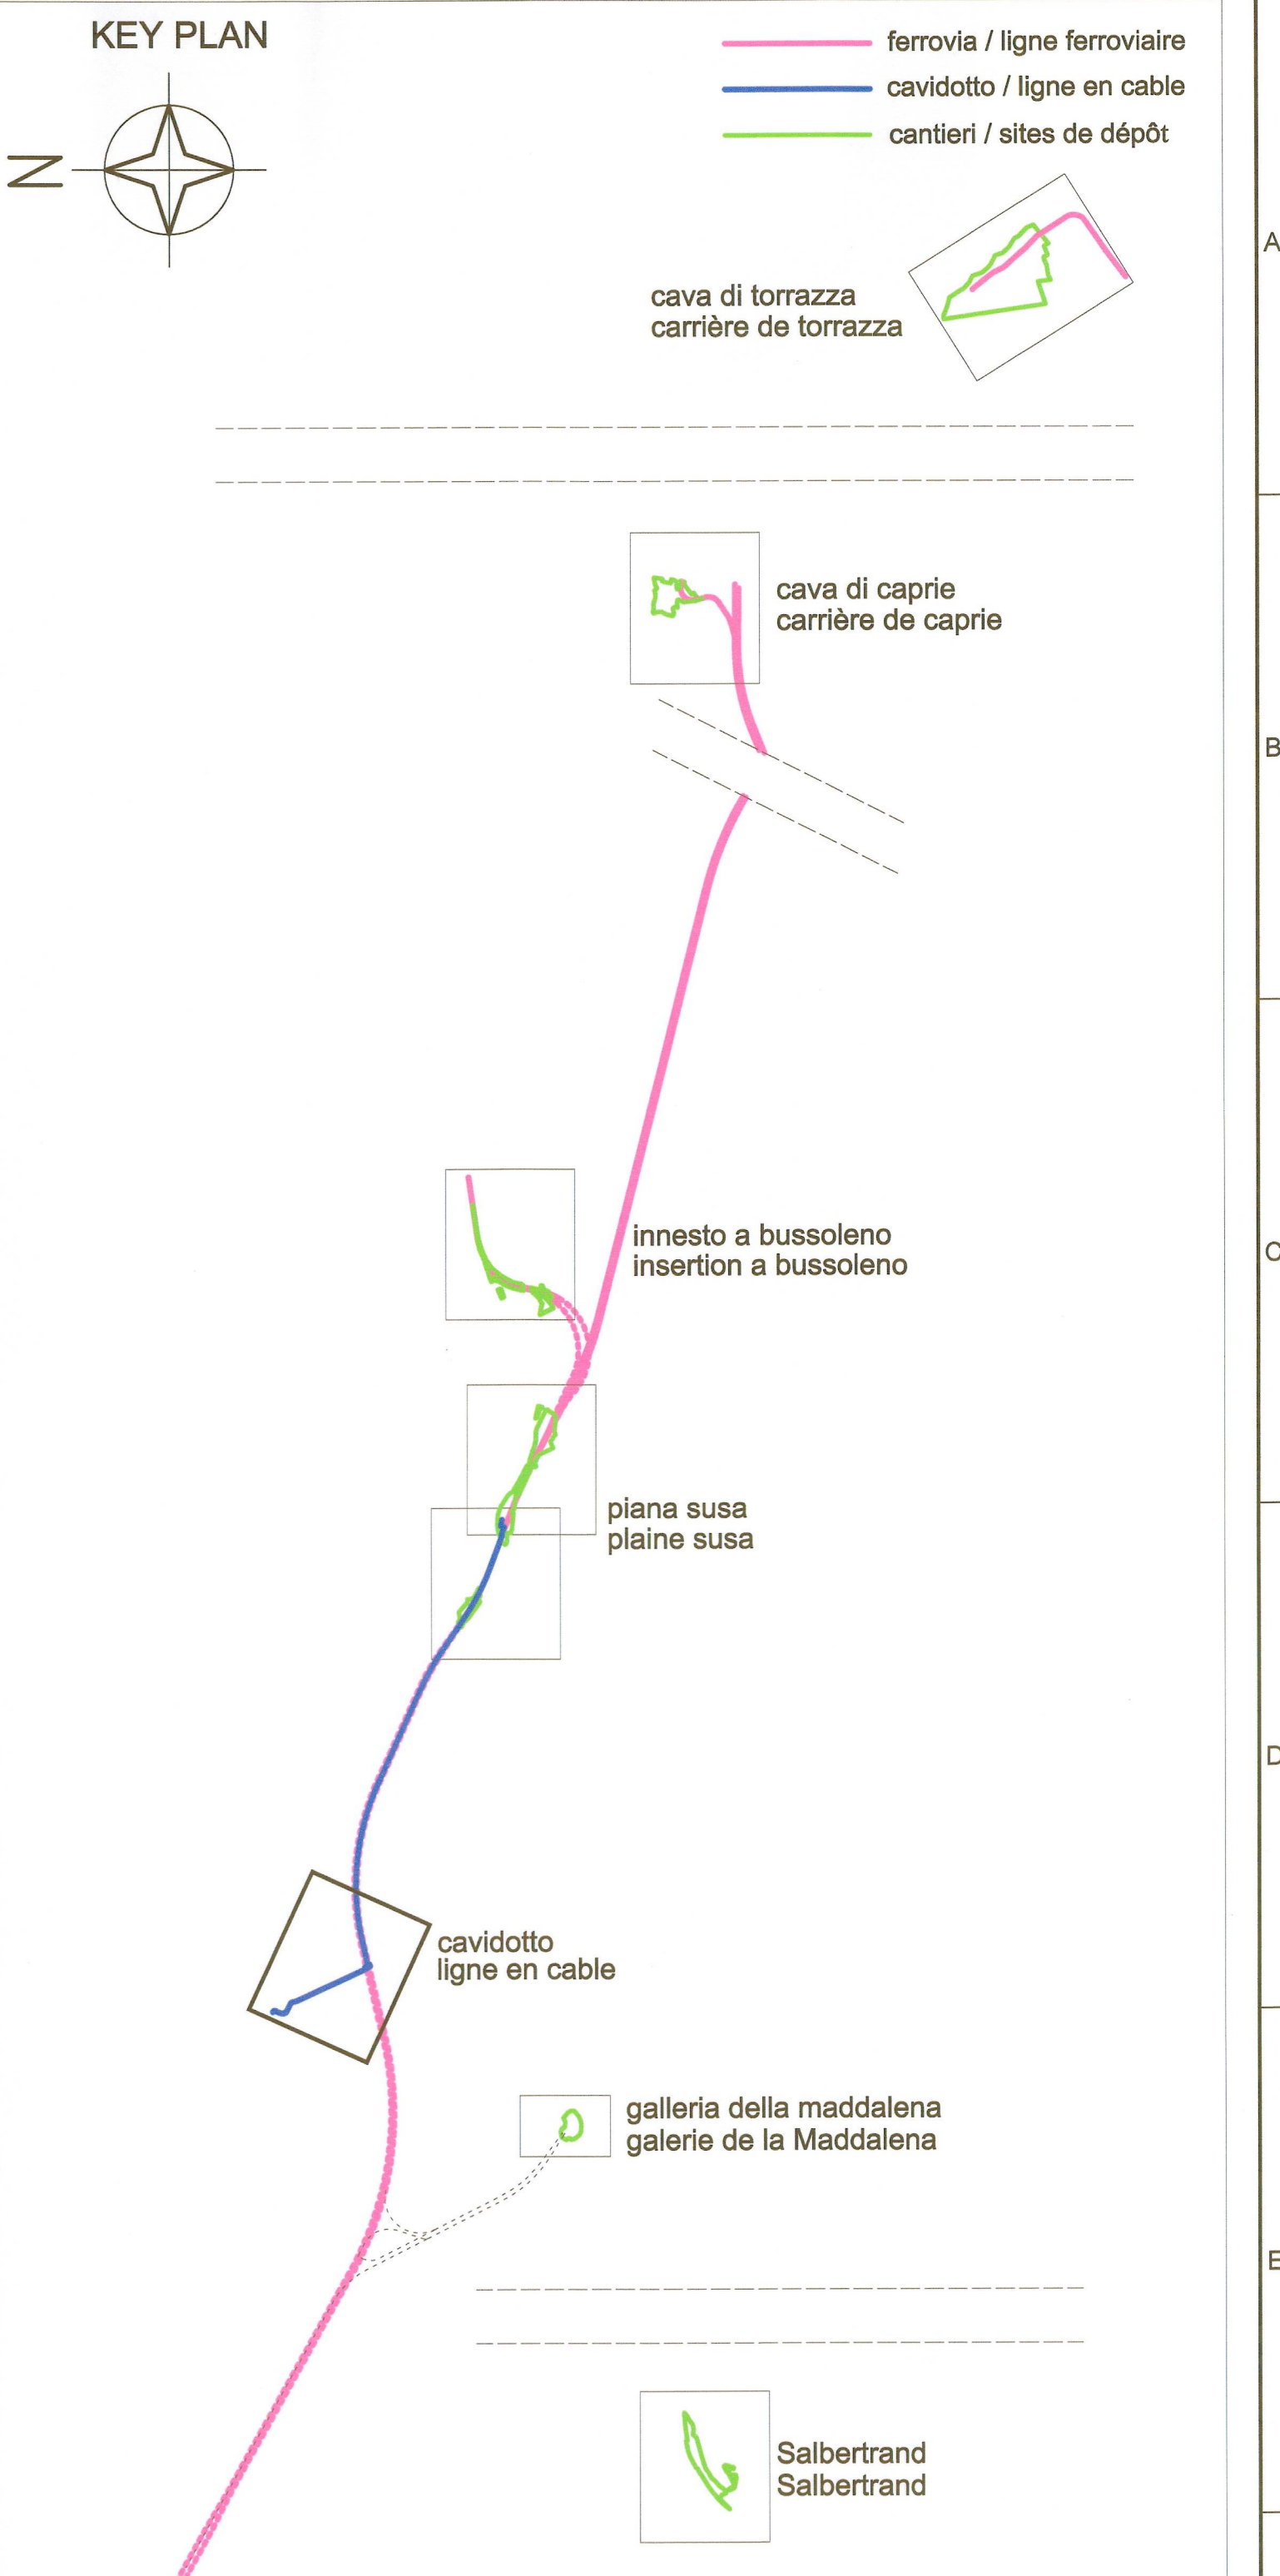 KEY PLAN
N
ferrovia / ligne ferroviaire
cavidotto / ligne en cable
cantieri / sites de dépôt
A
cava di torrazza
carrière de torrazza
cava di caprie
carrière de caprie
B
innesto a bussoleno
insertion a bussoleno
C
piana susa
plaine susa
D
cavidotto
ligne en cable
galleria della maddalena
galerie de la Maddalena
E
Salbertrand
Salbertrand